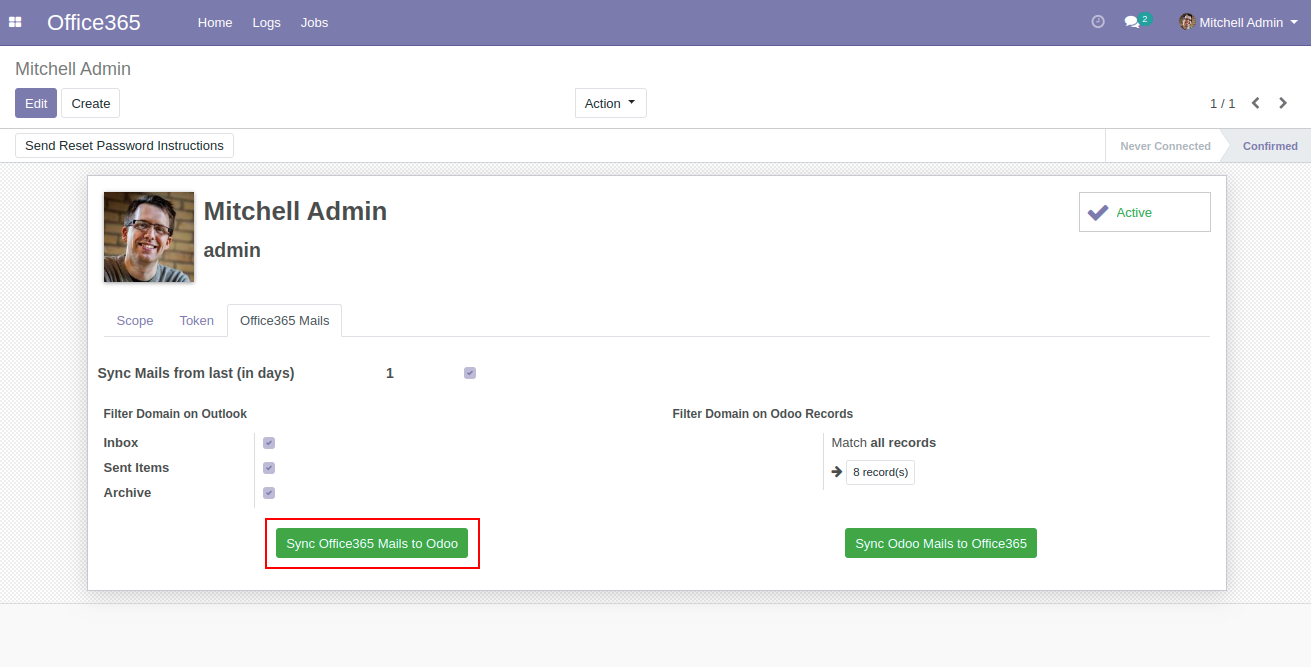 Office365 Home Logs Jobs 2 Mitchell Admin
Mitchell Admin
Edit Create Action 1 / 1
Send Reset Password Instructions Never Connected Confirmed
Mitchell Admin
Active
admin
Scope Token Office365 Mails
Sync Mails from last (in days) 1
Filter Domain on Outlook Filter Domain on Odoo Records
Inbox Match all records
Sent Items 8 record(s)
Archive
Sync Office365 Mails to Odoo Sync Odoo Mails to Office365